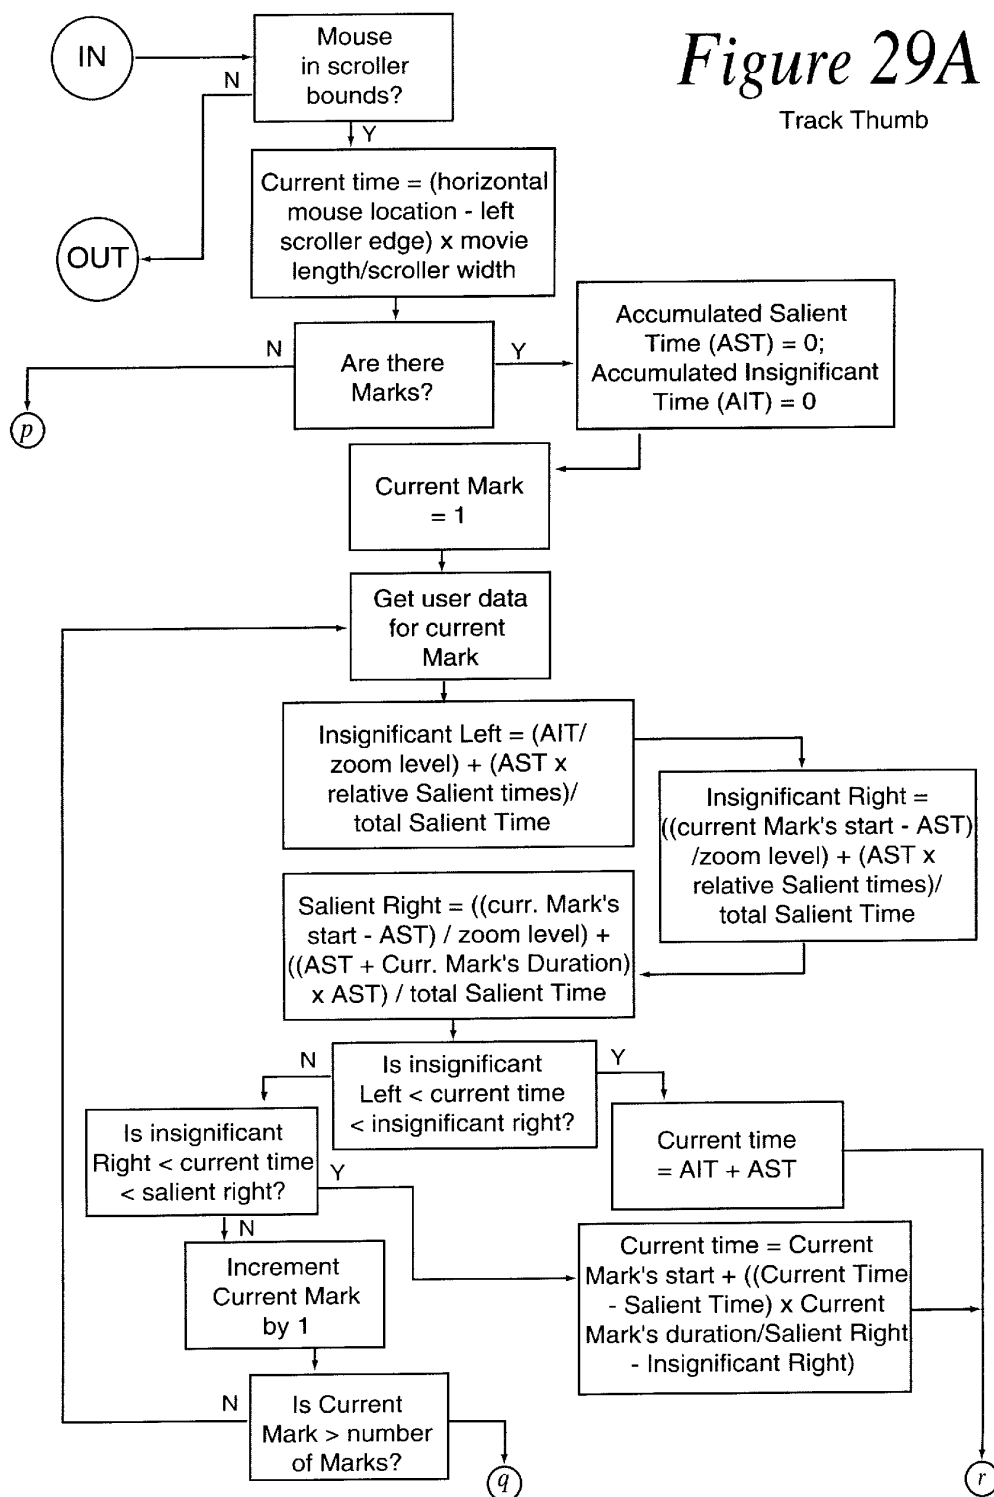 Figure 29A
Track Thumb
IN
Mouse
in scroller
bounds?
N
Y
OUT
Current time = (horizontal
mouse location - left
scroller edge) x movie
length/scroller width
N
Are there
Marks?
Y
Accumulated Salient
Time (AST) = 0;
Accumulated Insignificant
Time (AIT) = 0
p
Current Mark
= 1
Get user data
for current
Mark
Insignificant Left = (AIT/
zoom level) + (AST x
relative Salient times)/
total Salient Time
Insignificant Right =
((current Mark's start - AST)
/zoom level) + (AST x
relative Salient times)/
total Salient Time
Salient Right = ((curr. Mark's
start - AST) / zoom level) +
((AST + Curr. Mark's Duration)
x AST) / total Salient Time
N
Is insignificant
Left < current time
< insignificant right?
Y
Is insignificant
Right < current time
< salient right?
Y
N
Current time
= AIT + AST
Increment
Current Mark
by 1
Current time = Current
Mark's start + ((Current Time
- Salient Time) x Current
Mark's duration/Salient Right
- Insignificant Right)
N
Is Current
Mark > number
of Marks?
q
r